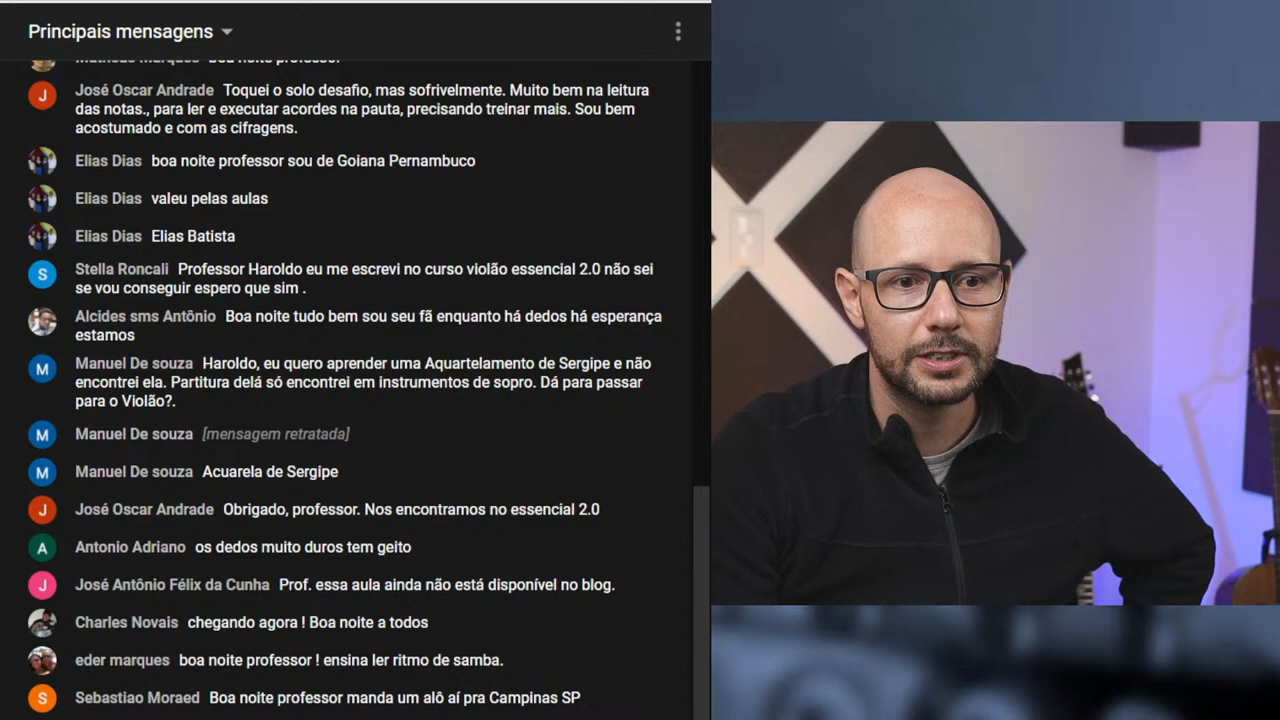 Principais mensagens
Matheus Marques boa noite professor
José Oscar Andrade Toquei o solo desafio, mas sofrivelmente. Muito bem na leitura
das notas., para ler e executar acordes na pauta, precisando treinar mais. Sou bem
acostumado e com as cifragens.
Elias Dias boa noite professor sou de Goiana Pernambuco
Elias Dias valeu pelas aulas
Elias Dias Elias Batista
S Stella Roncali Professor Haroldo eu me escrevi no curso violão essencial 2.0 não sei
se vou conseguir espero que sim .
Alcides sms Antônio Boa noite tudo bem sou seu fã enquanto há dedos há esperança
estamos
M Manuel De souza Haroldo, eu quero aprender uma Aquartelamento de Sergipe e não
encontrei ela. Partitura delá só encontrei em instrumentos de sopro. Dá para passar
para o Violão?.
M Manuel De souza [mensagem retratada]
M Manuel De souza Acuarela de Sergipe
J José Oscar Andrade Obrigado, professor. Nos encontramos no essencial 2.0
A Antonio Adriano os dedos muito duros tem geito
J José Antônio Félix da Cunha Prof. essa aula ainda não está disponível no blog.
Charles Novais chegando agora ! Boa noite a todos
eder marques boa noite professor ! ensina ler ritmo de samba.
S Sebastiao Moraed Boa noite professor manda um alô aí pra Campinas SP